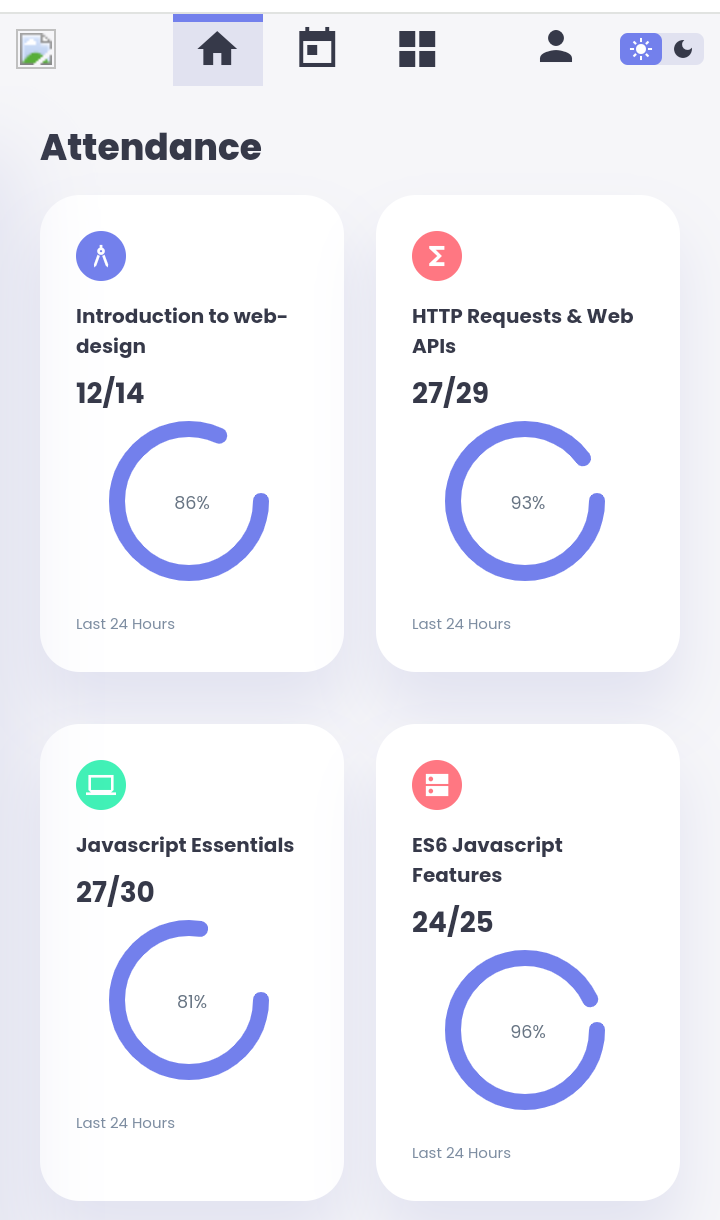 Attendance
Introduction to web-
design
12/14
86%
Last 24 Hours
HTTP Requests & Web
APIs
27/29
93%
Last 24 Hours
Javascript Essentials
27/30
81%
Last 24 Hours
ES6 Javascript
Features
24/25
96%
Last 24 Hours